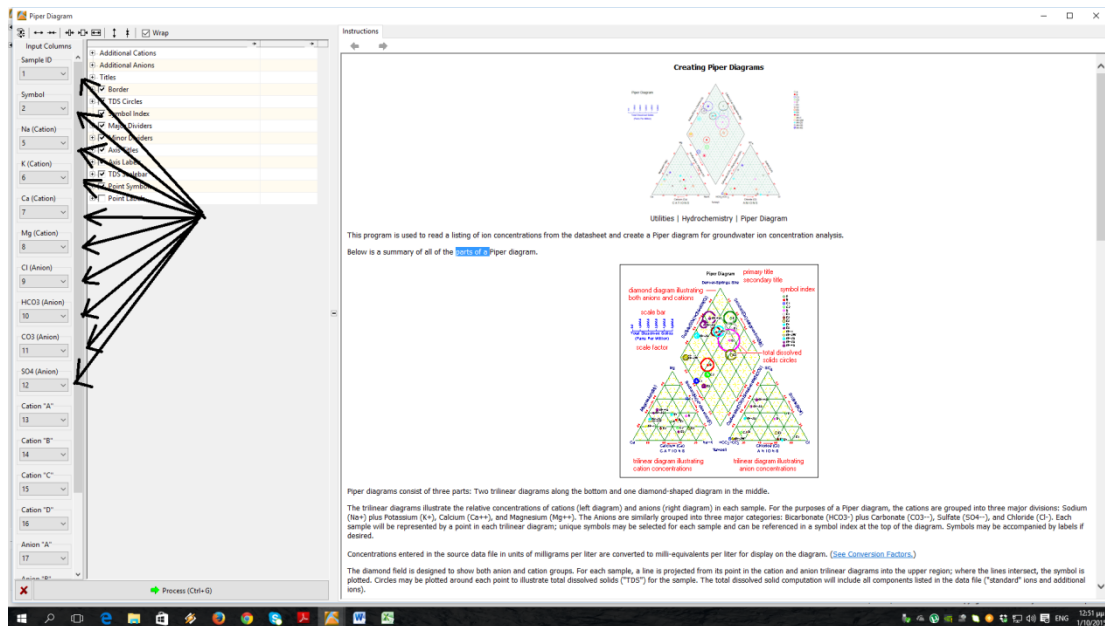 Piper Diagram
Wrap
Input Columns
Sample ID
1
Symbol
2
Na (Cation)
5
K (Cation)
6
Ca (Cation)
7
Mg (Cation)
8
Cl (Anion)
9
HCO3 (Anion)
10
CO3 (Anion)
11
SO4 (Anion)
12
Cation "A"
13
Cation "B"
14
Cation "C"
15
Cation "D"
16
Anion "A"
17
Additional Cations
Additional Anions
Titles
Border
TDS Circles
Symbol Index
Major Dividers
Minor Dividers
Axis Titles
Axis Labels
TDS Scalebar
Point Symbols
Point Labels
Process (Ctrl+G)
Instructions
Creating Piper Diagrams
Piper Diagram
Utilities | Hydrochemistry | Piper Diagram
This program is used to read a listing of ion concentrations from the datasheet and create a Piper diagram for groundwater ion concentration analysis.
Below is a summary of all of the parts of a Piper diagram.
Piper Diagram
primary title
secondary title
diamond diagram illustrating
both anions and cations
symbol index
scale bar
scale factor
total dissolved
solids circles
Calcium (Ca)
CATIONS
Chloride (Cl)
ANIONS
trilinear diagram illustrating
cation concentrations
trilinear diagram illustrating
anion concentrations
Piper diagrams consist of three parts: Two trilinear diagrams along the bottom and one diamond-shaped diagram in the middle.
The trilinear diagrams illustrate the relative concentrations of cations (left diagram) and anions (right diagram) in each sample. For the purposes of a Piper diagram, the cations are grouped into three major divisions: Sodium
(Na+) plus Potassium (K+), Calcium (Ca++), and Magnesium (Mg++). The Anions are similarly grouped into three major categories: Bicarbonate (HCO3-) plus Carbonate (CO3--), Sulfate (SO4--), and Chloride (Cl-). Each
sample will be represented by a point in each trilinear diagram; unique symbols may be selected for each sample and can be referenced in a symbol index at the top of the diagram. Symbols may be accompanied by labels if
desired.
Concentrations entered in the source data file in units of milligrams per liter are converted to milli-equivalents per liter for display on the diagram. (See Conversion Factors.)
The diamond field is designed to show both anion and cation groups. For each sample, a line is projected from its point in the cation and anion trilinear diagrams into the upper region; where the lines intersect, the symbol is
plotted. Circles may be plotted around each point to illustrate total dissolved solids ("TDS") for the sample. The total dissolved solid computation will include all components listed in the data file ("standard" ions and additional
ions).
ENG
12:51 μμ
1/10/2015